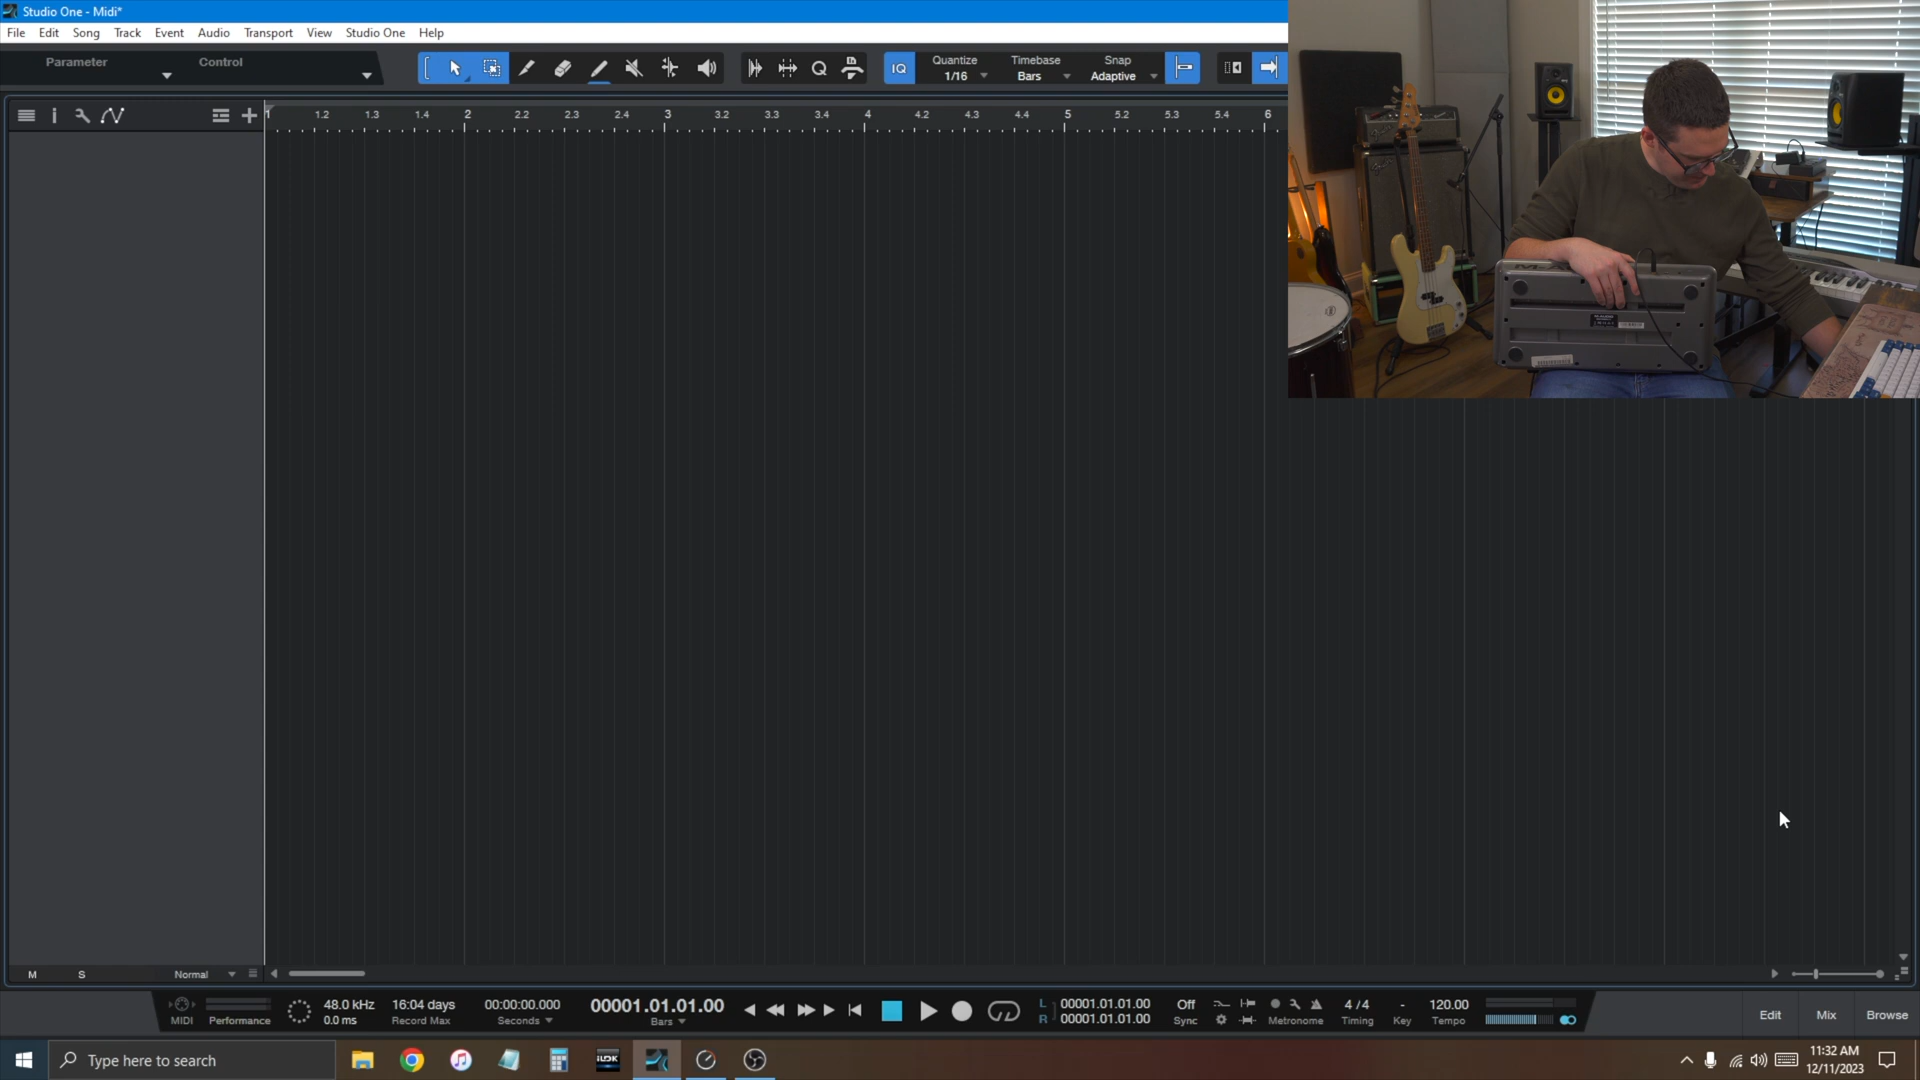 Studio One - Midi*
File Edit Song Track Event Audio Transport View Studio One Help
Parameter Control
IQ Quantize 1/16 Timebase Bars Snap Adaptive
1 1.2 1.3 1.4 2 2.2 2.3 2.4 3 3.2 3.3 3.4 4 4.2 4.3 4.4 5 5.2 5.3 5.4 6
M S Normal
MIDI Performance 48.0 kHz 0.0 ms 16:04 days Record Max 00:00:00.000 Seconds 00001.01.01.00 Bars L 00001.01.01.00 R 00001.01.01.00 Off Sync Metronome 4 / 4 Timing - Key 120.00 Tempo Edit Mix Browse
Type here to search
11:32 AM
12/11/2023